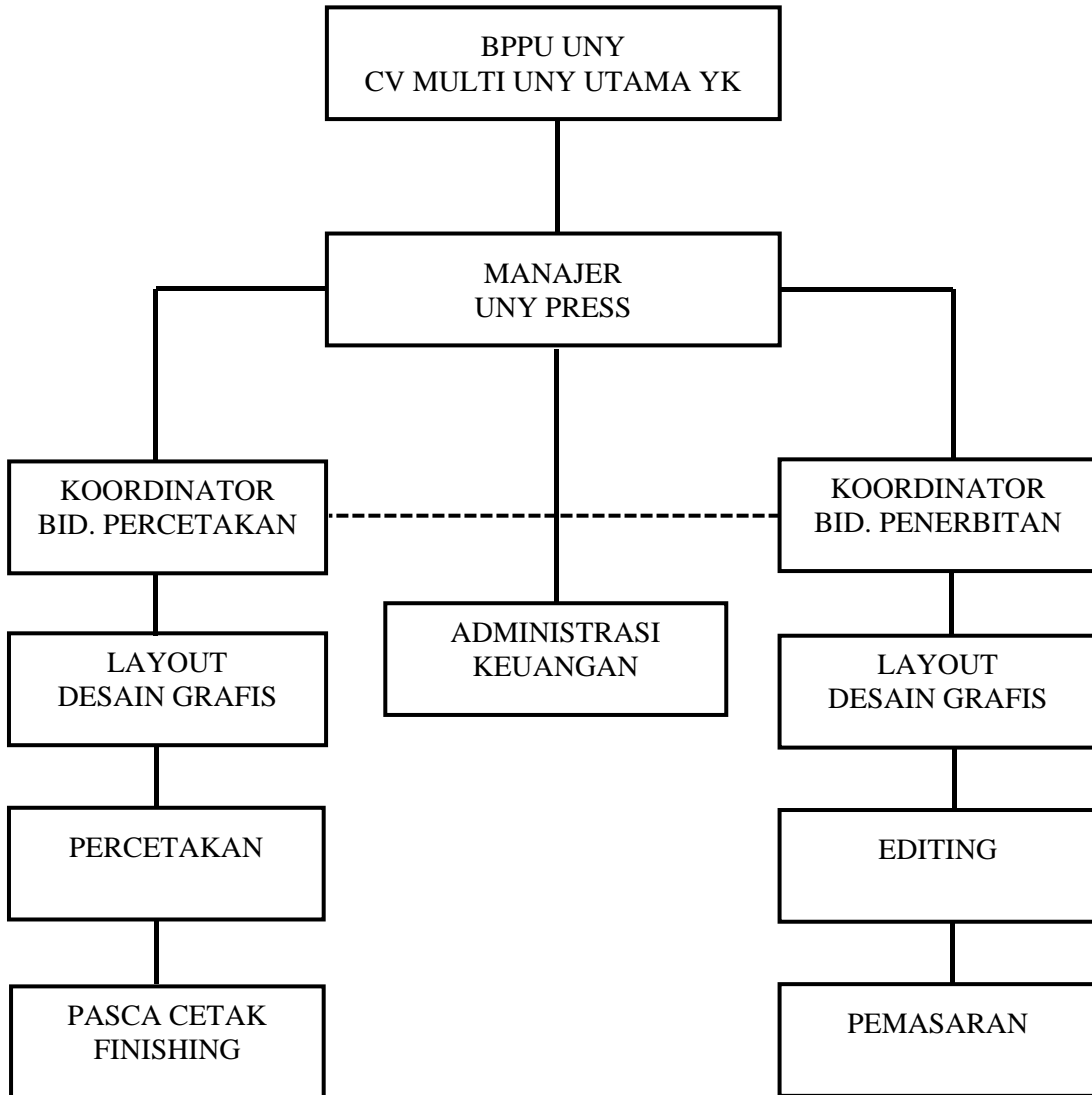 BPPU UNY
CV MULTI UNY UTAMA YK
MANAJER
UNY PRESS
KOORDINATOR
BID. PERCETAKAN
KOORDINATOR
BID. PENERBITAN
ADMINISTRASI
KEUANGAN
LAYOUT
DESAIN GRAFIS
LAYOUT
DESAIN GRAFIS
PERCETAKAN
EDITING
PASCA CETAK
FINISHING
PEMASARAN